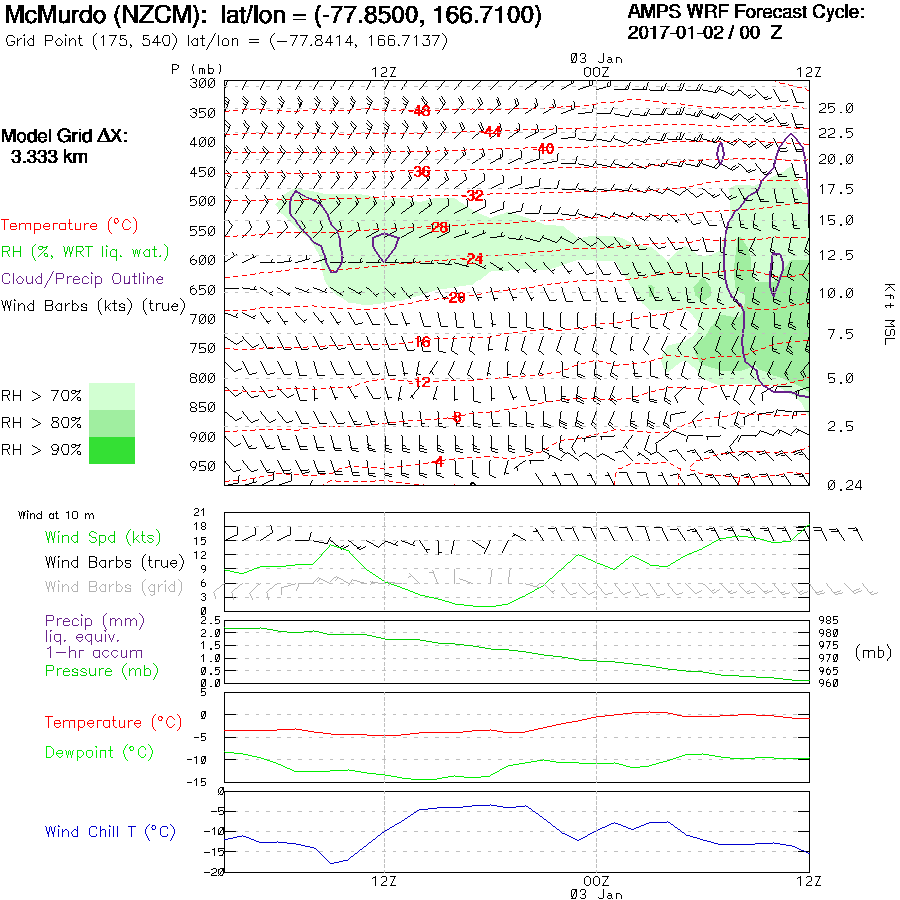 McMurdo (NZCM): lat/lon = (-77.8500, 166.7100)
AMPS WRF Forecast Cycle:
Grid Point (175, 540) lat/lon = (-77.8414, 166.7137)
2017-01-02 / 00 Z
03 Jan
P (mb) 12Z 00Z 12Z
300
350 -48 25.0
Model Grid ΔX:
3.333 km
400 -44 22.5
450 -40 20.0
-36
500 -32 17.5
Temperature (°C)
550 -28 15.0
RH (%, WRT liq. wat.)
600 -24 12.5
Cloud/Precip Outline
650 -20 10.0
Wind Barbs (kts) (true)
Kft MSL
700
750 -16 7.5
800 -12 5.0
RH > 70%
850 -8 2.5
RH > 80%
900
RH > 90%
950 -4
0.24
Wind at 10 m
21
18
15
12
9
6
3
0
Wind Spd (kts)
Wind Barbs (true)
Wind Barbs (grid)
Precip (mm)
liq. equiv.
1-hr accum
Pressure (mb)
2.5 985
2.0 980
1.5 975
1.0 970
0.5 965
0.0 960
(mb)
5
0
-5
-10
-15
Temperature (°C)
Dewpoint (°C)
0
-5
-10
-15
-20
Wind Chill T (°C)
12Z 00Z 12Z
03 Jan